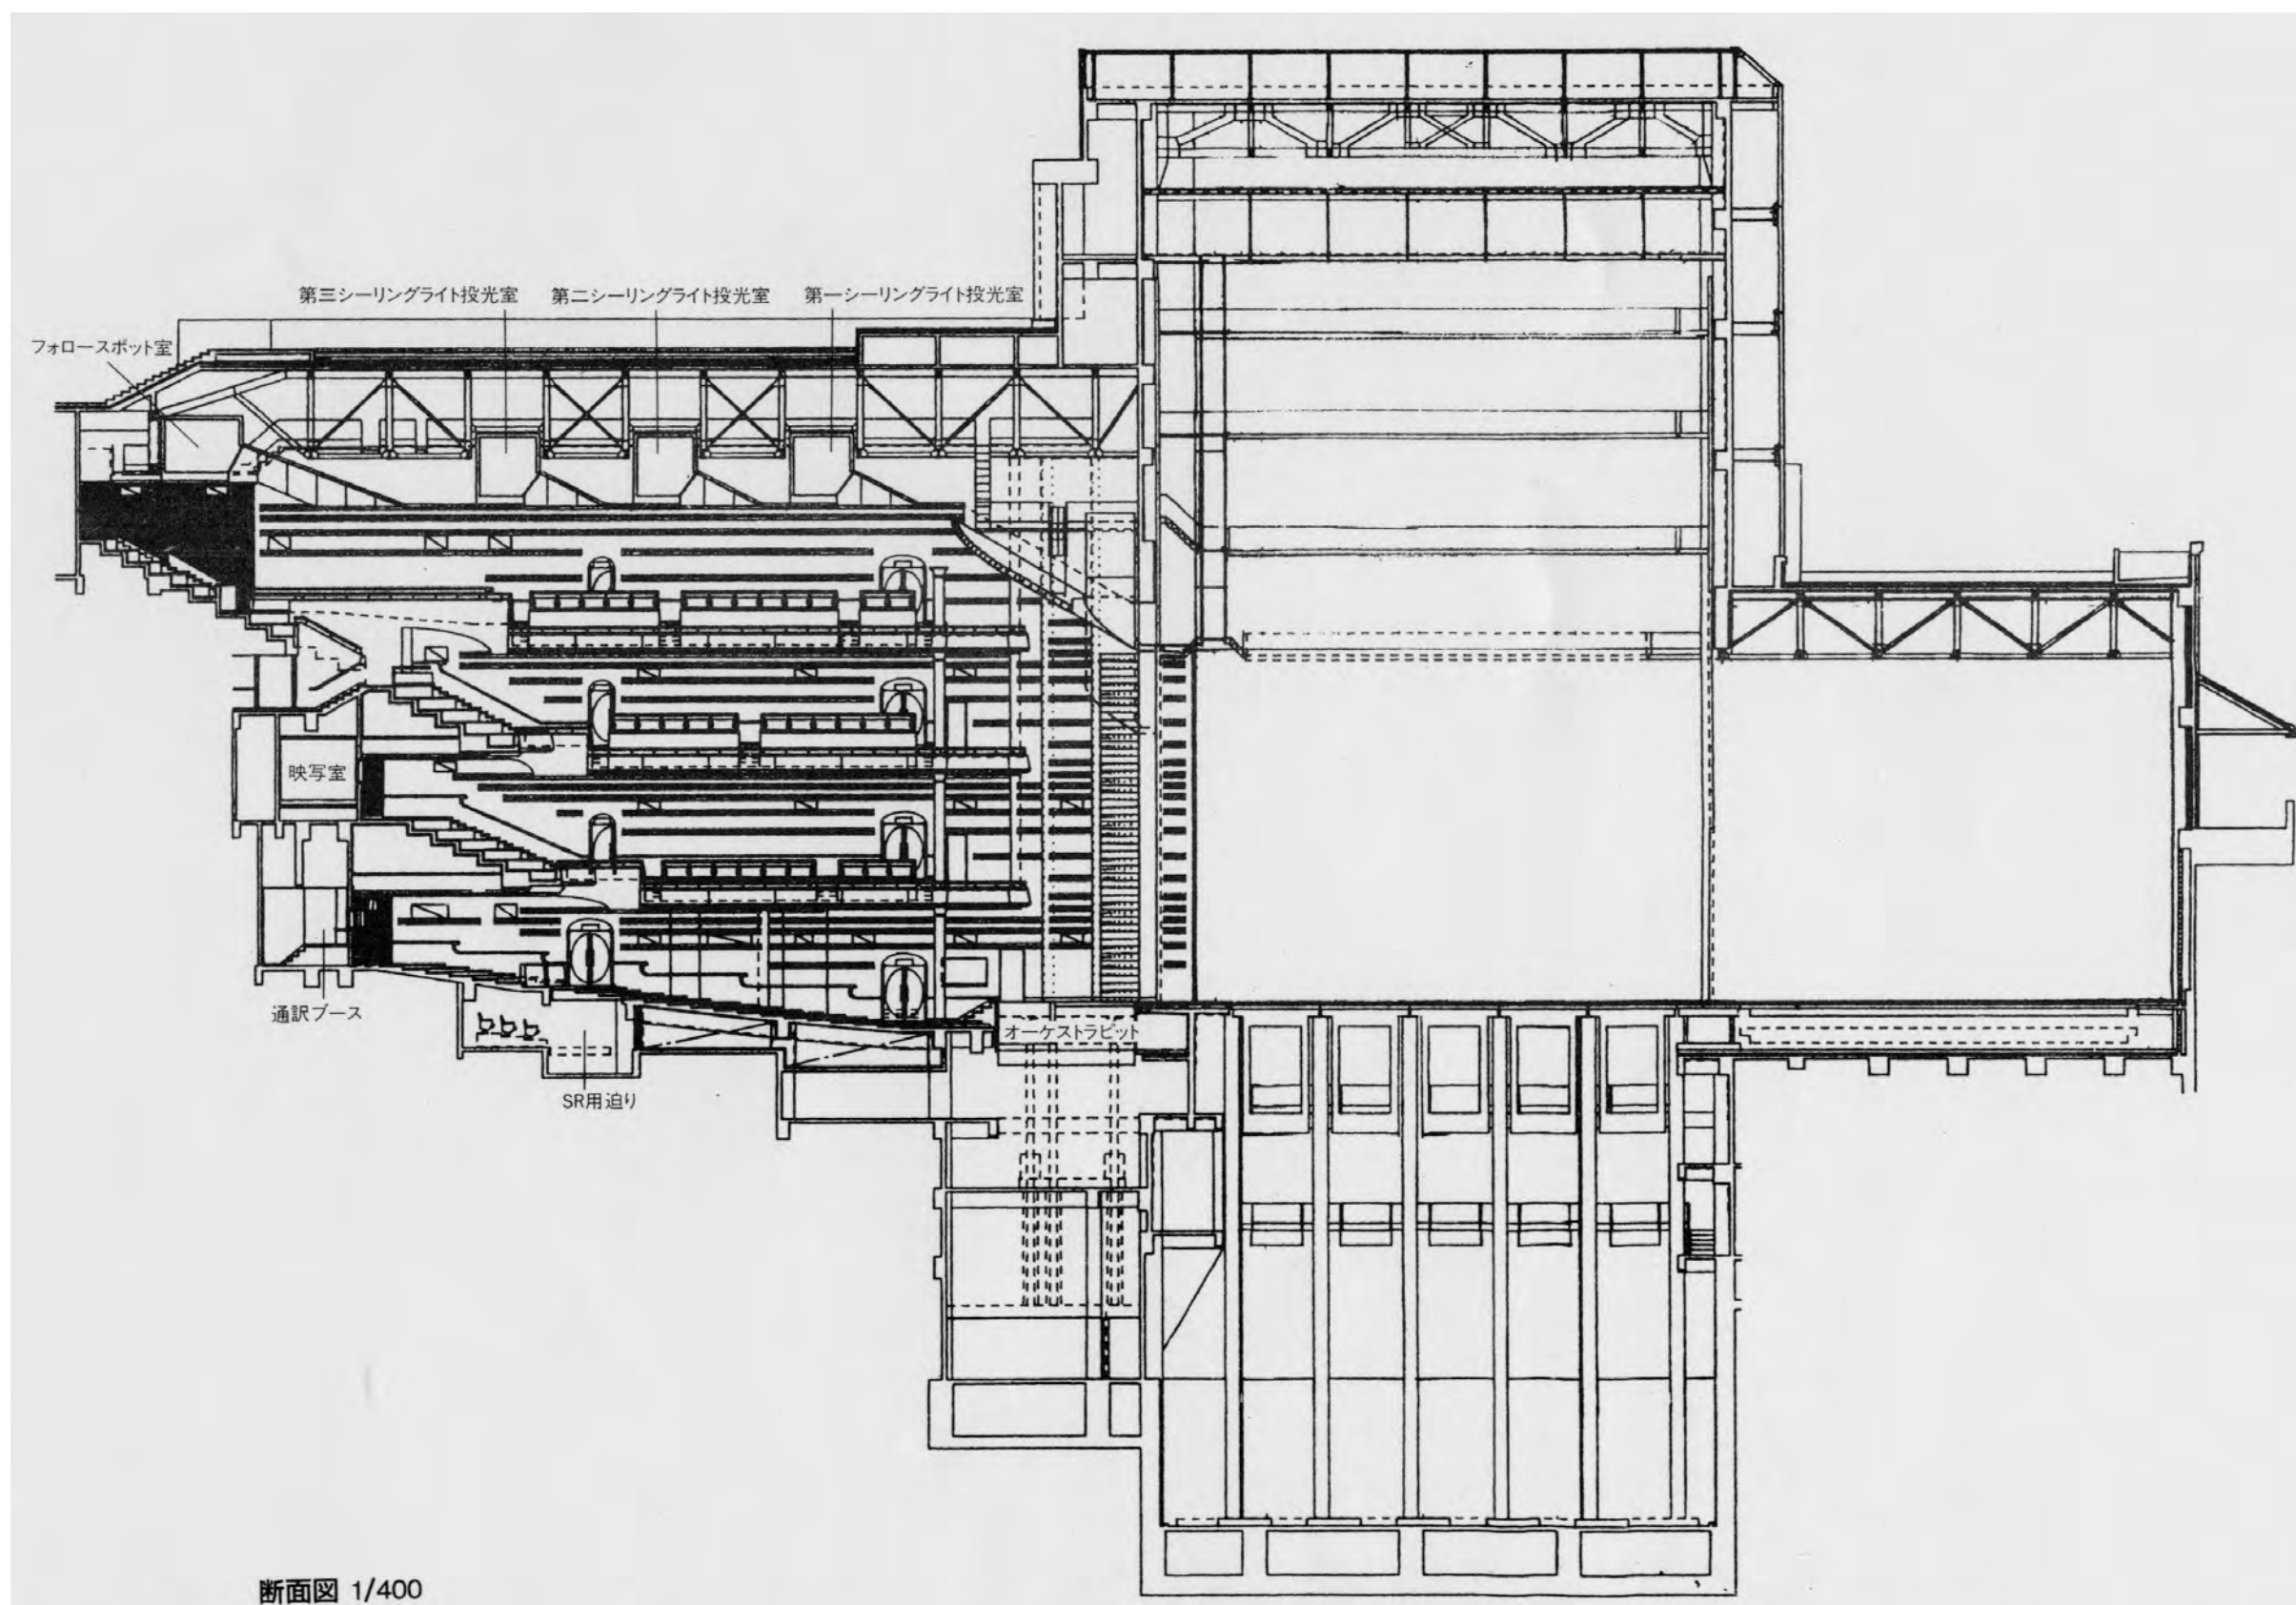 第三シーリングライト投光室
第二シーリングライト投光室
第一シーリングライト投光室
フォロースポット室
映写室
通訳ブース
オーケストラピット
SR用迫り
断面図 1/400